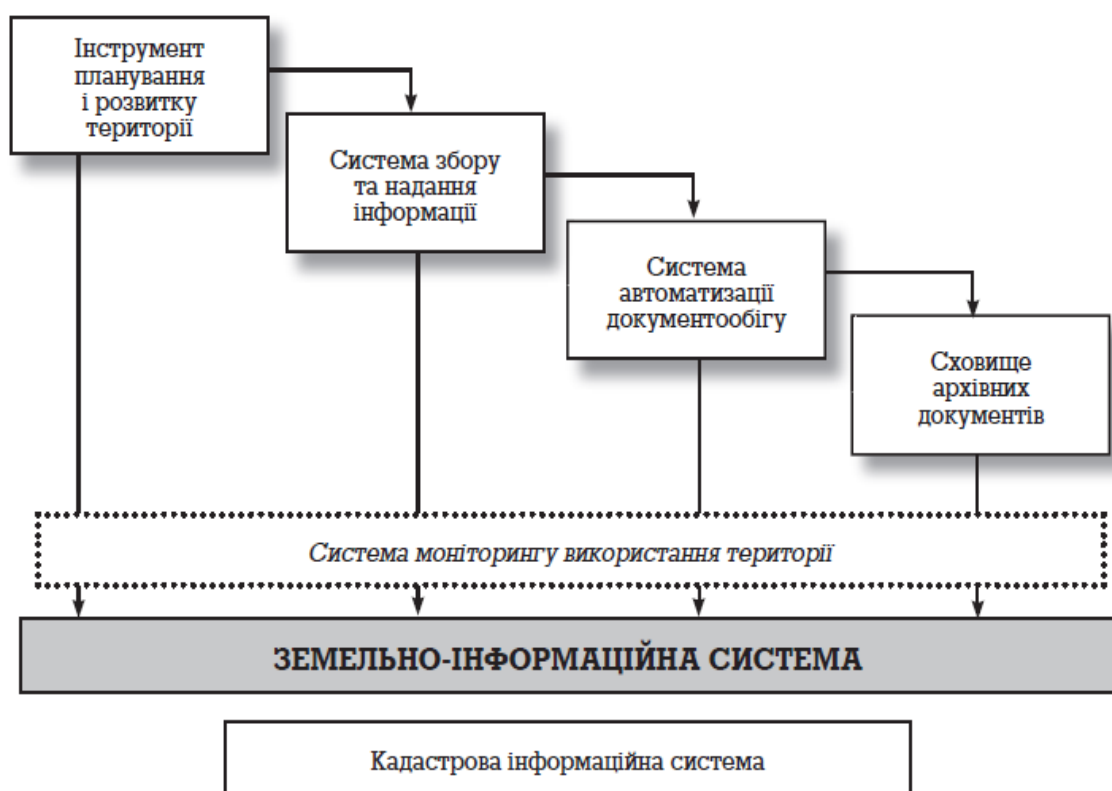 Інструмент
планування
і розвитку
території
Система збору
та надання
інформації
Система
автоматизації
документообігу
Сховище
архівних
документів
Система моніторингу використання території
ЗЕМЕЛЬНО-ІНФОРМАЦІЙНА СИСТЕМА
Кадастрова інформаційна система